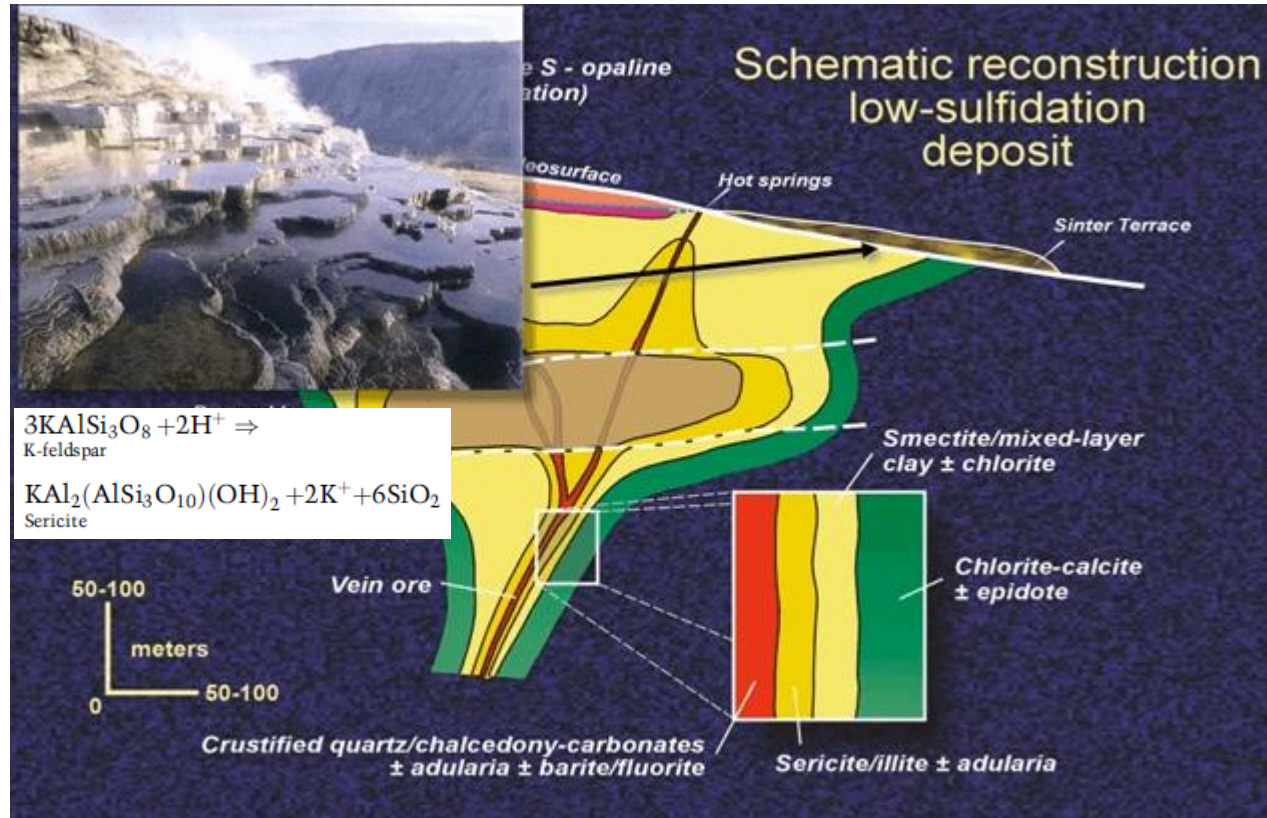 Schematic reconstruction
low-sulfidation
deposit
S - opaline
Hot springs
Sinter Terrace
3KAlSi₃O₈ +2H⁺ ⇒
K-feldspar
KAl₂(AlSi₃O₁₀)(OH)₂ +2K⁺+6SiO₂
Sericite
Smectite/mixed-layer
clay ± chlorite
Chlorite-calcite
± epidote
Vein ore
50-100
meters
0
50-100
Crustified quartz/chalcedony-carbonates
± adularia ± barite/fluorite
Sericite/illite ± adularia